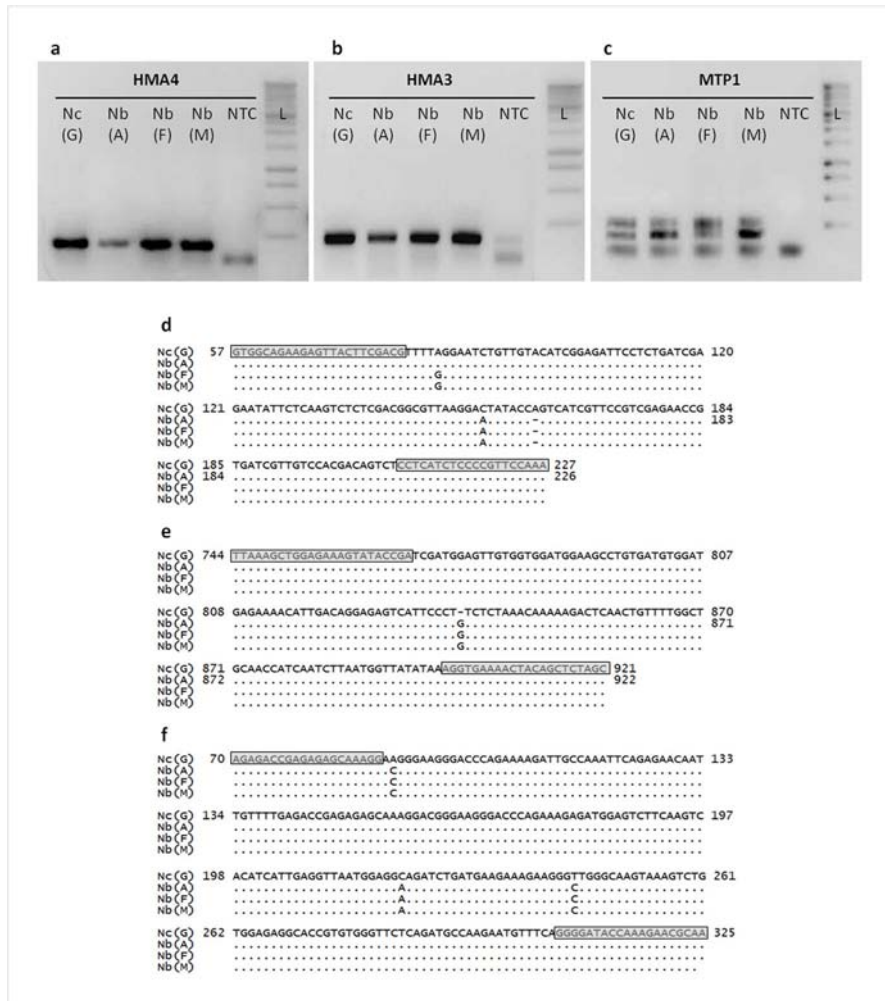 a
HMA4
Nc (G) Nb (A) Nb (F) Nb (M) NTC L
b
HMA3
Nc (G) Nb (A) Nb (F) Nb (M) NTC L
c
MTP1
Nc (G) Nb (A) Nb (F) Nb (M) NTC L
d
Nc(G) 57 GTGGCAGAAGAGTTACTTCGACGTTTTAGGAATCTGTTGTACATCGGAGATTCCTCTGATCGA 120
Nb(A) ...............................................................
Nb(F) ...........................G...................................
Nb(M) ...........................G...................................
Nc(G) 121 GAATATTCTCAAGTCTCTCGACGGCGTTAAGGACTATACCAGTCATCGTTCCGTCGAGAACCG 184
Nb(A) ..................................A......-..................... 183
Nb(F) ..................................A......-.....................
Nb(M) ..................................A......-.....................
Nc(G) 185 TGATCGTTGTCCACGACAGTCTCCTCATCTCCCCGTTCCAAA 227
Nb(A) 184 .......................................... 226
Nb(F) ..........................................
Nb(M) ..........................................
e
Nc(G) 744 TTAAAGCTGGAGAAAGTATACCGATCGATGGAGTTGTGGTGGATGGAAGCCTGTGATGTGGAT 807
Nb(A) ...............................................................
Nb(F) ...............................................................
Nb(M) ...............................................................
Nc(G) 808 GAGAAAACATTGACAGGAGAGTCATTCCCT-TCTCTAAACAAAAAGACTCAACTGTTTTGGCT 870
Nb(A) ..............................G................................ 871
Nb(F) ..............................G................................
Nb(M) ..............................G................................
Nc(G) 871 GCAACCATCAATCTTAATGGTTATATAAAGGTGAAAACTACAGCTCTAGC 921
Nb(A) 872 .................................................. 922
Nb(F) ..................................................
Nb(M) ..................................................
f
Nc(G) 70 AGAGACCGAGAGAGCAAAGGAAGGGAAGGGACCCAGAAAAGATTGCCAAATTCAGAGAACAAT 133
Nb(A) .....................C.........................................
Nb(F) .....................C.........................................
Nb(M) .....................C.........................................
Nc(G) 134 TGTTTTGAGACCGAGAGAGCAAAGGACGGGAAGGGACCCAGAAAGAGATGGAGTCTTCAAGTC 197
Nb(A) ...............................................................
Nb(F) ...............................................................
Nb(M) ...............................................................
Nc(G) 198 ACATCATTGAGGTTAATGGAGGCAGATCTGATGAAGAAAGAAGGGTTGGGCAAGTAAAGTCTG 261
Nb(A) .......................A......................C................
Nb(F) .......................A......................C................
Nb(M) .......................A......................C................
Nc(G) 262 TGGAGAGGCACCGTGTGGGTTCTCAGATGCCAAGAATGTTTCAGGGGATACCAAAGAACGCAA 325
Nb(A) ...............................................................
Nb(F) ...............................................................
Nb(M) ..............................................................